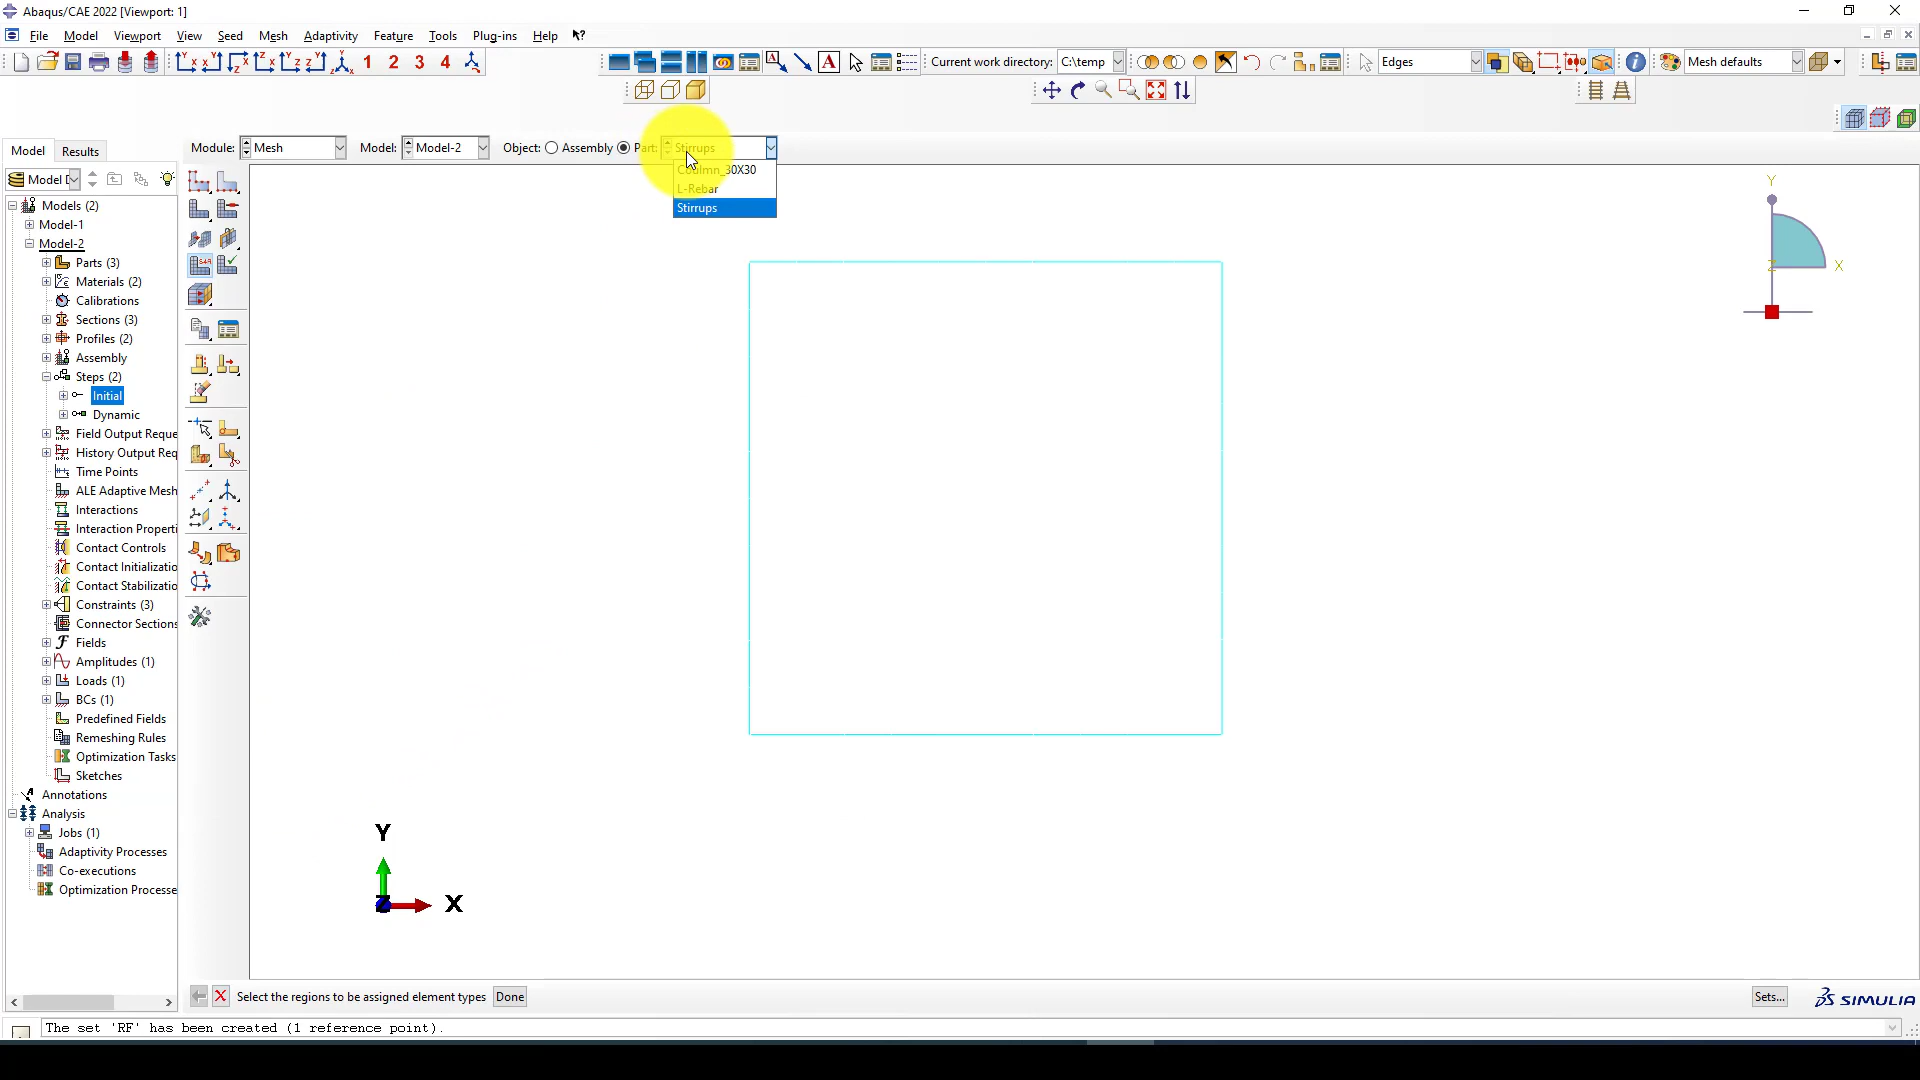 Abaqus/CAE 2022 [Viewport: 1]
File Model Viewport View Seed Mesh Adaptivity Feature Tools Plug-ins Help
1 2 3 4 A Current work directory: C:\temp Edges Mesh defaults
Module: Mesh Model: Model-2 Object: Assembly Part: Stirrups
Coulmn_30X30
L-Rebar
Stirrups
Model Results
Model D
Models (2)
Model-1
Model-2
Parts (3)
Materials (2)
Calibrations
Sections (3)
Profiles (2)
Assembly
Steps (2)
Initial
Dynamic
Field Output Reque
History Output Req
Time Points
ALE Adaptive Mesh
Interactions
Interaction Properti
Contact Controls
Contact Initializatio
Contact Stabilizatio
Constraints (3)
Connector Sections
Fields
Amplitudes (1)
Loads (1)
BCs (1)
Predefined Fields
Remeshing Rules
Optimization Tasks
Sketches
Annotations
Analysis
Jobs (1)
Adaptivity Processes
Co-executions
Optimization Processe
Y
X
Z
Y
X
Z
Select the regions to be assigned element types Done Sets...
SIMULIA
The set 'RF' has been created (1 reference point).